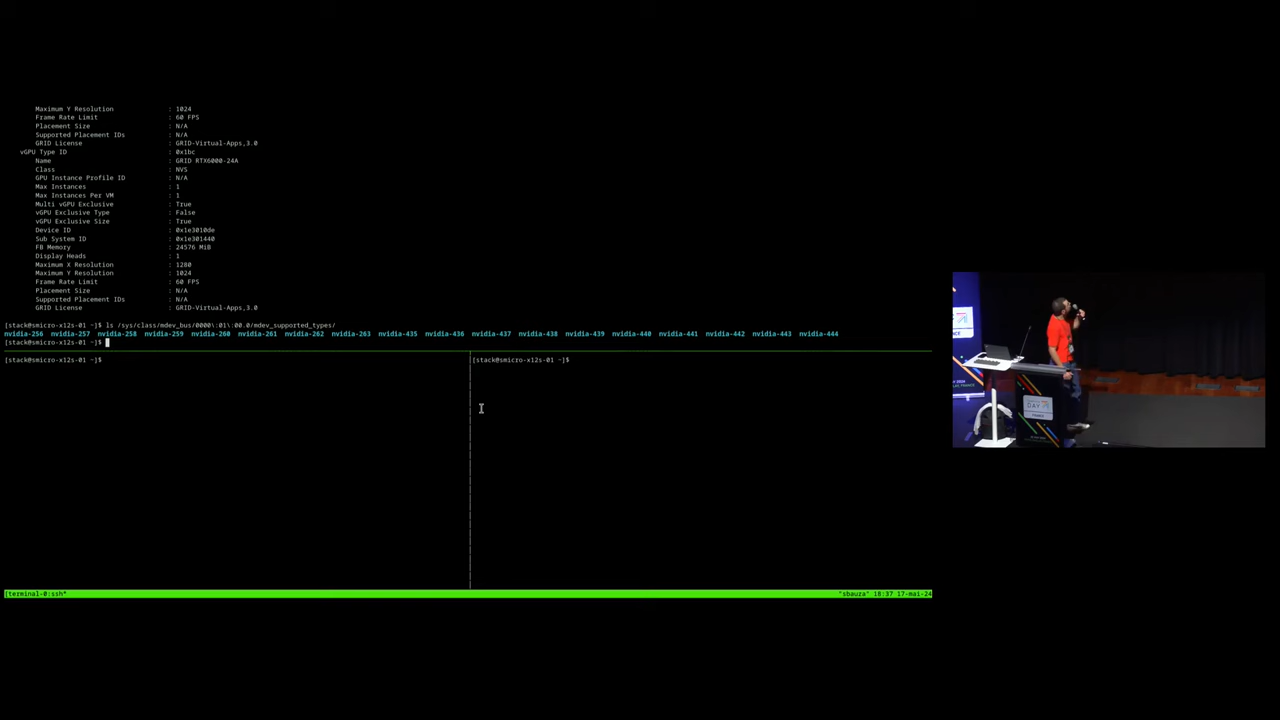 Maximum Y Resolution : 1024
Frame Rate Limit : 60 FPS
Placement Size : N/A
Supported Placement IDs : N/A
GRID License : GRID-Virtual-Apps,3.0
vGPU Type ID : 0x1bc
Name : GRID RTX6000-24A
Class : NVS
GPU Instance Profile ID : N/A
Max Instances : 1
Max Instances Per VM : 1
Multi vGPU Exclusive : True
vGPU Exclusive Type : False
vGPU Exclusive Size : True
Device ID : 0x1e3010de
Sub System ID : 0x1e301440
FB Memory : 24576 MiB
Display Heads : 1
Maximum X Resolution : 1280
Maximum Y Resolution : 1024
Frame Rate Limit : 60 FPS
Placement Size : N/A
Supported Placement IDs : N/A
GRID License : GRID-Virtual-Apps,3.0
[stack@smicro-x12s-01 ~]$ ls /sys/class/mdev_bus/0000\:01\:00.0/mdev_supported_types/
nvidia-256 nvidia-257 nvidia-258 nvidia-259 nvidia-260 nvidia-261 nvidia-262 nvidia-263 nvidia-435 nvidia-436 nvidia-437 nvidia-438 nvidia-439 nvidia-440 nvidia-441 nvidia-442 nvidia-443 nvidia-444
[stack@smicro-x12s-01 ~]$
[stack@smicro-x12s-01 ~]$
[stack@smicro-x12s-01 ~]$
[terminal-0:ssh* "sbauza" 18:37 17-mai-24
DAY